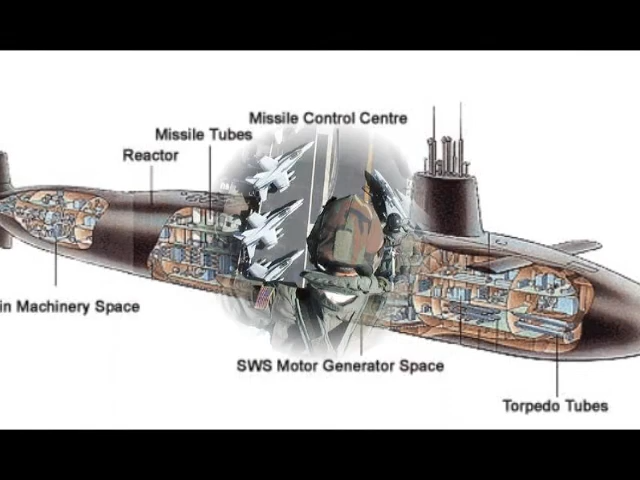 Missile Control Centre
Missile Tubes
Reactor
in Machinery Space
SWS Motor Generator Space
Torpedo Tubes